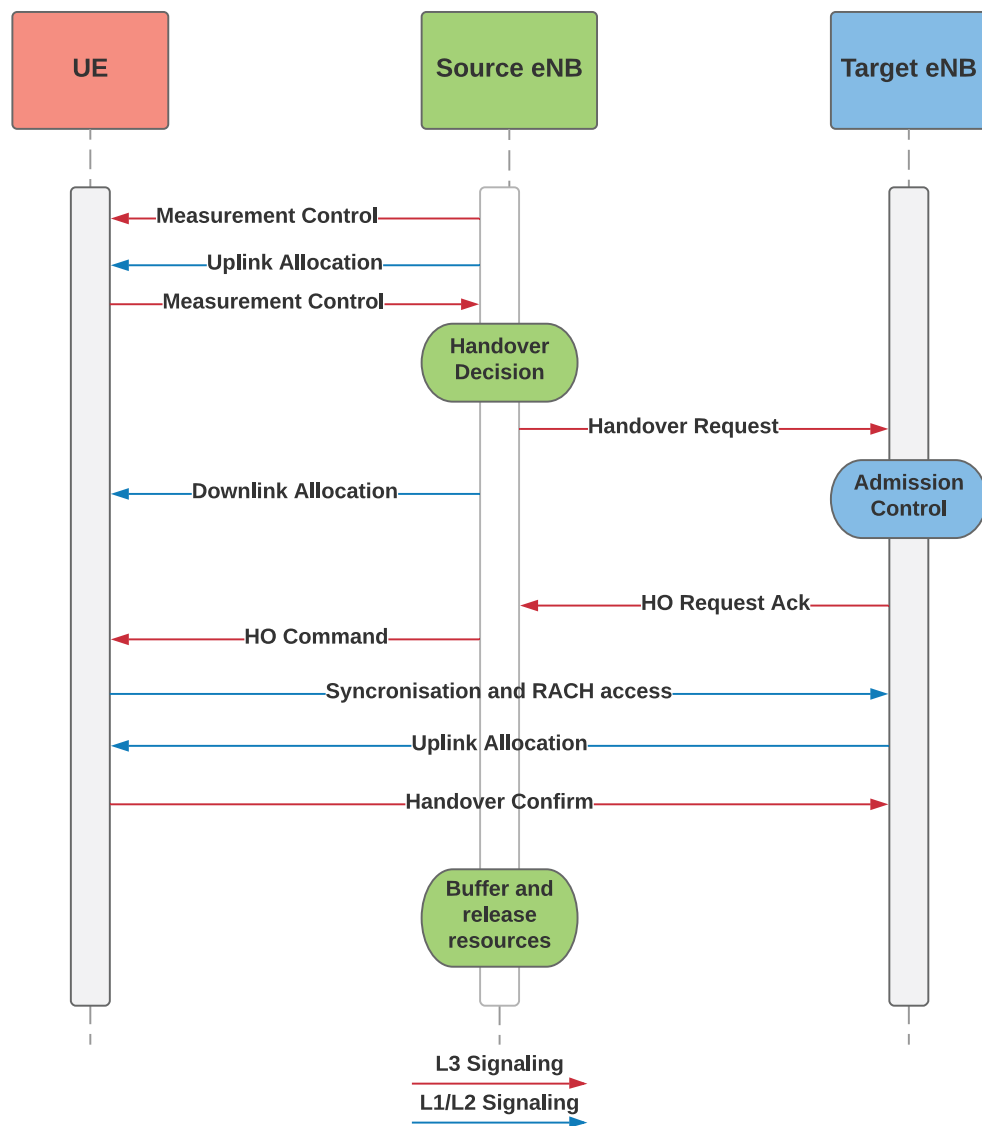 UE
Source eNB
Target eNB
Measurement Control
Uplink Allocation
Measurement Control
Handover
Decision
Handover Request
Downlink Allocation
Admission
Control
HO Request Ack
HO Command
Syncronisation and RACH access
Uplink Allocation
Handover Confirm
Buffer and
release
resources
L3 Signaling
L1/L2 Signaling